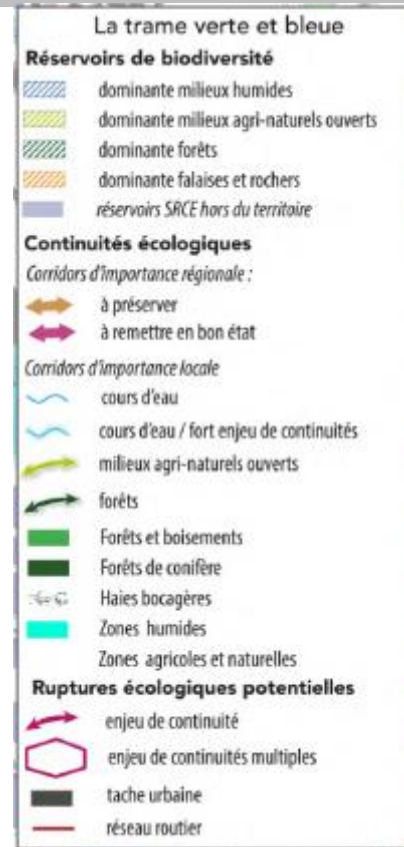 La trame verte et bleue
Réservoirs de biodiversité
dominante milieux humides
dominante milieux agri-naturels ouverts
dominante forêts
dominante falaises et rochers
réservoirs SRCE hors du territoire
Continuités écologiques
Corridors d'importance régionale :
à préserver
à remettre en bon état
Corridors d'importance locale
cours d'eau
cours d'eau / fort enjeu de continuités
milieux agri-naturels ouverts
forêts
Forêts et boisements
Forêts de conifère
Haies bocagères
Zones humides
Zones agricoles et naturelles
Ruptures écologiques potentielles
enjeu de continuité
enjeu de continuités multiples
tache urbaine
réseau routier